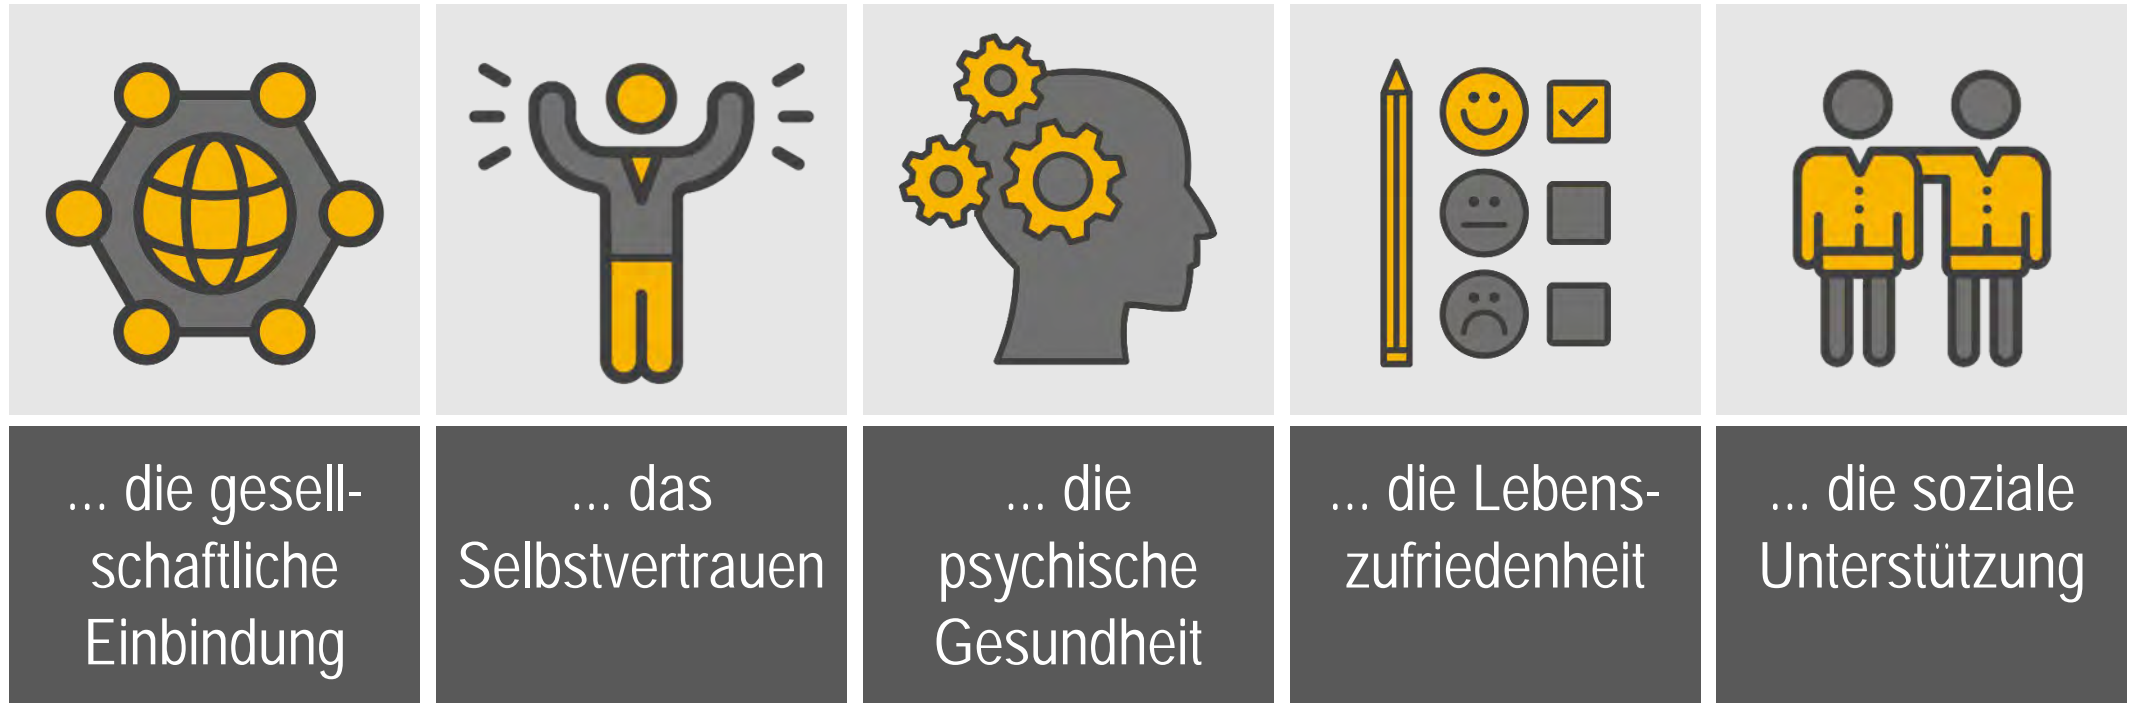 ... die gesell-
schaftliche
Einbindung
... das
Selbstvertrauen
... die
psychische
Gesundheit
... die Lebens-
zufriedenheit
... die soziale
Unterstützung